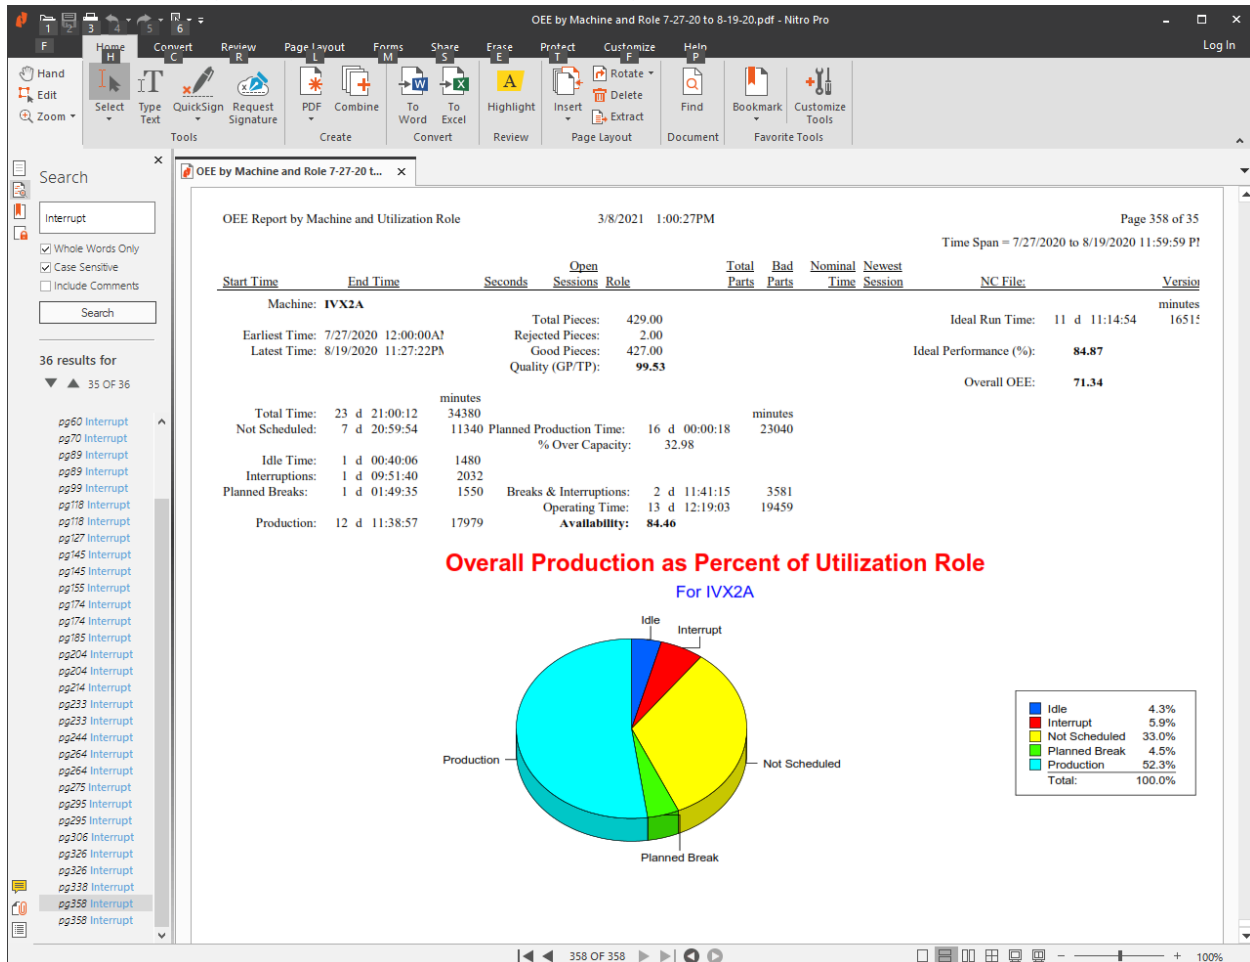 OEE by Machine and Role 7-27-20 to 8-19-20.pdf - Nitro Pro
1 2 3 4 5 6
Home Convert Review Page Layout Forms Share Erase Protect Customize Help Log In
F H C R L M S E T F P
Hand
Edit
Zoom
Select
Type Text
QuickSign
Request Signature
Tools
PDF
Combine
Create
To Word
To Excel
Convert
Highlight
Review
Insert
Rotate
Delete
Extract
Page Layout
Find
Document
Bookmark
Customize Tools
Favorite Tools
Search
Interrupt
Whole Words Only
Case Sensitive
Include Comments
Search
36 results for
35 OF 36
pg60 Interrupt
pg70 Interrupt
pg89 Interrupt
pg89 Interrupt
pg99 Interrupt
pg118 Interrupt
pg118 Interrupt
pg127 Interrupt
pg145 Interrupt
pg145 Interrupt
pg155 Interrupt
pg174 Interrupt
pg174 Interrupt
pg185 Interrupt
pg204 Interrupt
pg204 Interrupt
pg214 Interrupt
pg233 Interrupt
pg233 Interrupt
pg244 Interrupt
pg264 Interrupt
pg264 Interrupt
pg275 Interrupt
pg295 Interrupt
pg295 Interrupt
pg306 Interrupt
pg326 Interrupt
pg326 Interrupt
pg338 Interrupt
pg358 Interrupt
pg358 Interrupt
OEE by Machine and Role 7-27-20 t...
OEE Report by Machine and Utilization Role 3/8/2021 1:00:27PM Page 358 of 35
Time Span = 7/27/2020 to 8/19/2020 11:59:59 PM
Open Total Bad Nominal Newest
Start Time End Time Seconds Sessions Role Parts Parts Time Session NC File: Version
Machine: IVX2A minutes
Total Pieces: 429.00 Ideal Run Time: 11 d 11:14:54 16515
Earliest Time: 7/27/2020 12:00:00AM Rejected Pieces: 2.00
Latest Time: 8/19/2020 11:27:22PM Good Pieces: 427.00 Ideal Performance (%): 84.87
Quality (GP/TP): 99.53
Overall OEE: 71.34
minutes
Total Time: 23 d 21:00:12 34380 minutes
Not Scheduled: 7 d 20:59:54 11340 Planned Production Time: 16 d 00:00:18 23040
% Over Capacity: 32.98
Idle Time: 1 d 00:40:06 1480
Interruptions: 1 d 09:51:40 2032
Planned Breaks: 1 d 01:49:35 1550 Breaks & Interruptions: 2 d 11:41:15 3581
Operating Time: 13 d 12:19:03 19459
Production: 12 d 11:38:57 17979 Availability: 84.46
Overall Production as Percent of Utilization Role
For IVX2A
Idle
Interrupt
Production
Not Scheduled
Planned Break
Idle 4.3%
Interrupt 5.9%
Not Scheduled 33.0%
Planned Break 4.5%
Production 52.3%
Total: 100.0%
358 OF 358
100%